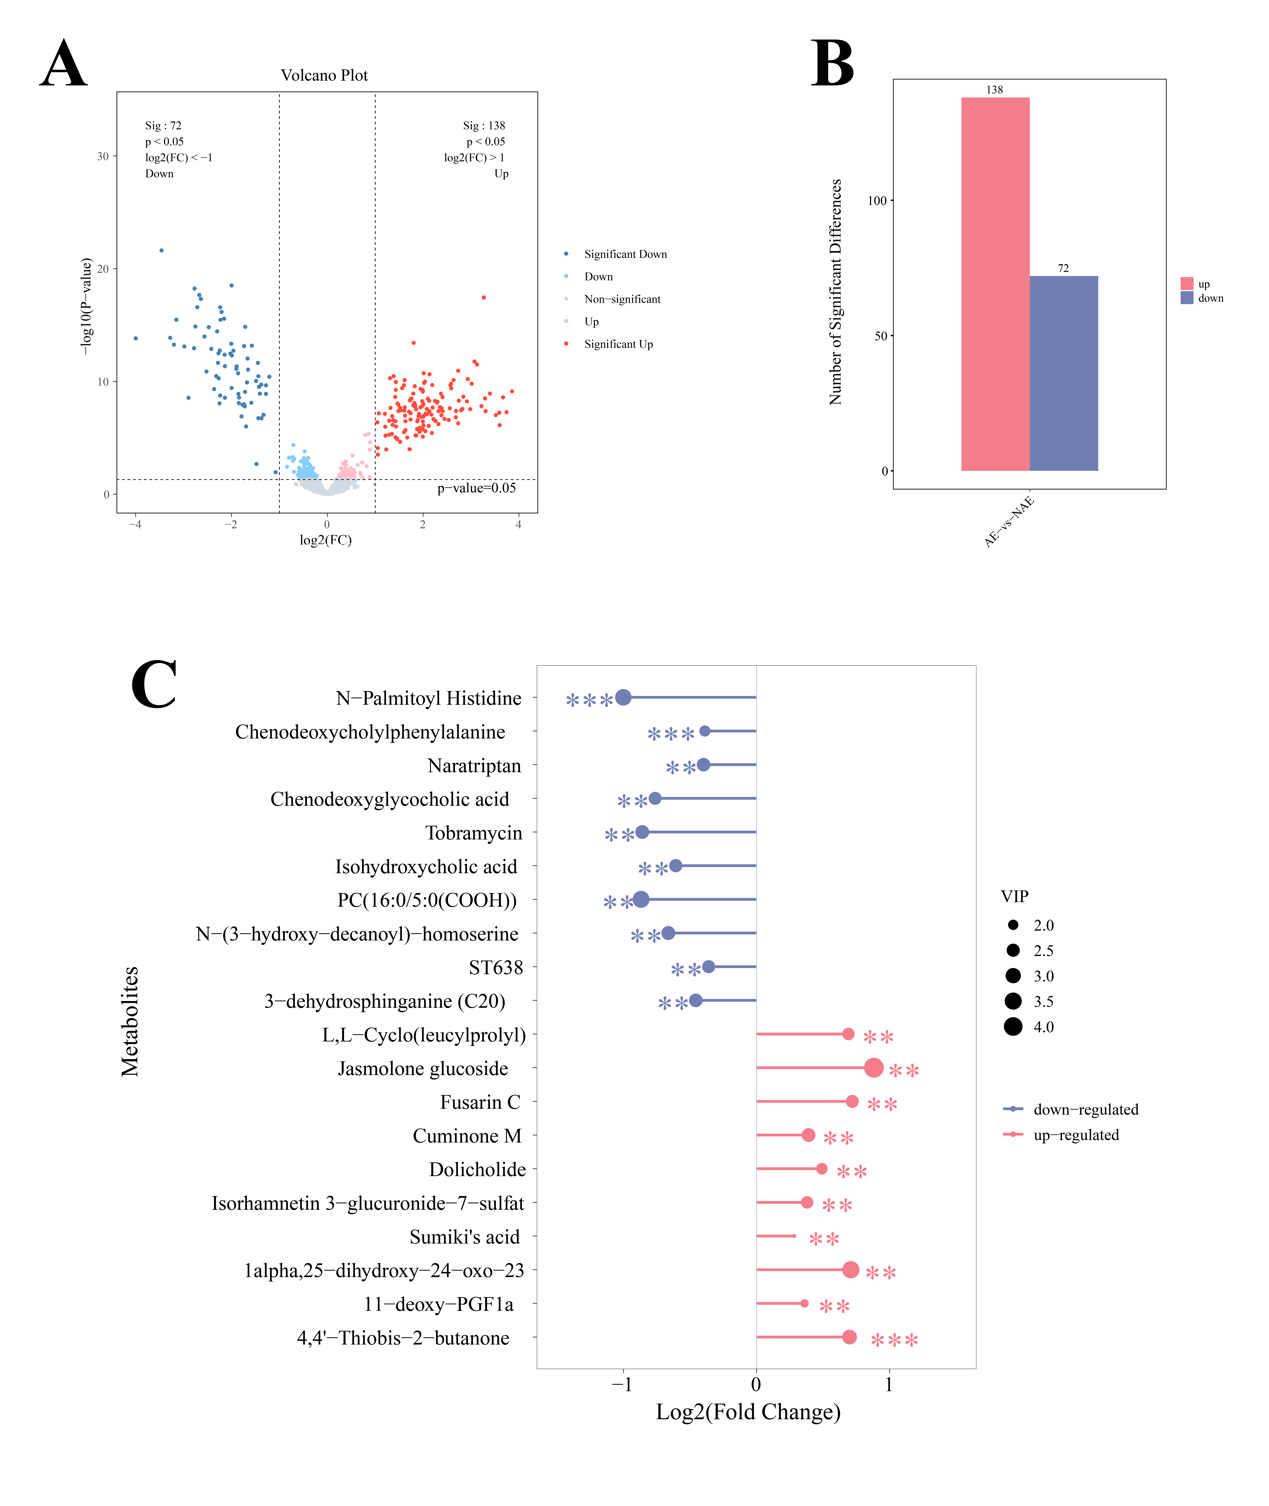 A
Volcano Plot
Sig : 72
p < 0.05
log2(FC) < −1
Down
Sig : 138
p < 0.05
log2(FC) > 1
Up
30
20
10
0
−log10(P−value)
p−value=0.05
−4
−2
0
2
4
log2(FC)
Significant Down
Down
Non−significant
Up
Significant Up
B
138
72
100
50
0
Number of Significant Differences
AE−vs−NAE
up
down
C
N−Palmitoyl Histidine
***
Chenodeoxycholylphenylalanine
***
Naratriptan
**
Chenodeoxyglycocholic acid
**
Tobramycin
**
Isohydroxycholic acid
**
PC(16:0/5:0(COOH))
**
N−(3−hydroxy−decanoyl)−homoserine
**
ST638
**
3−dehydrosphinganine (C20)
**
L,L−Cyclo(leucylprolyl)
**
Jasmolone glucoside
**
Fusarin C
**
Cuminone M
**
Dolicholide
**
Isorhamnetin 3−glucuronide−7−sulfat
**
Sumiki's acid
**
1alpha,25−dihydroxy−24−oxo−23
**
11−deoxy−PGF1a
**
4,4'−Thiobis−2−butanone
***
Metabolites
−1
0
1
Log2(Fold Change)
VIP
2.0
2.5
3.0
3.5
4.0
down−regulated
up−regulated